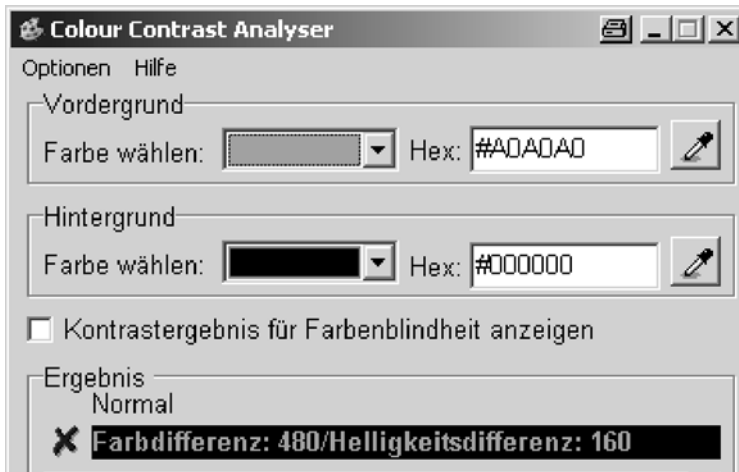 Colour Contrast Analyser
Optionen Hilfe
Vordergrund
Farbe wählen: Hex: #A0A0A0
Hintergrund
Farbe wählen: Hex: #000000
Kontrastergebnis für Farbenblindheit anzeigen
Ergebnis
Normal
Farbdifferenz: 480/Helligkeitsdifferenz: 160